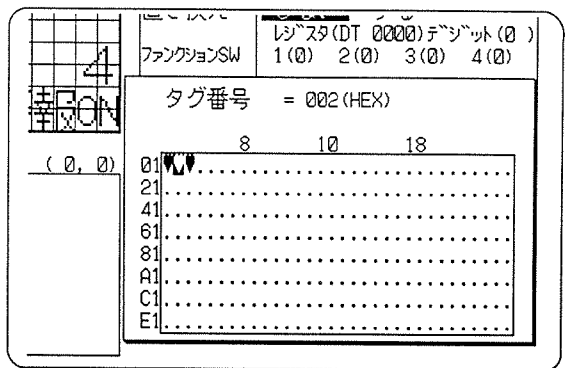 レジスタ(DT 0000)デジット(0 )
ファンクションSW 1(0) 2(0) 3(0) 4(0)
4
ON
タグ番号 = 002(HEX)
( 0, 0)
8 10 18
01
21
41
61
81
A1
C1
E1